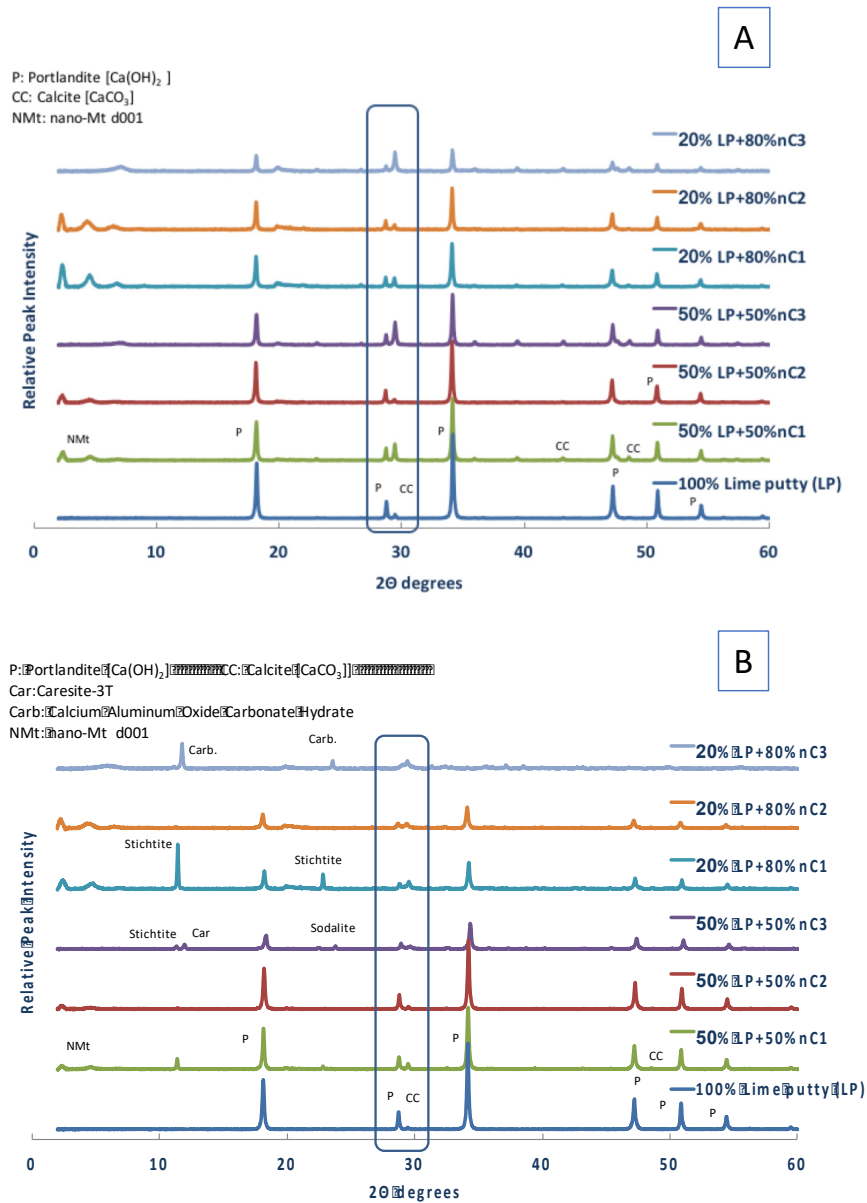 A
P: Portlandite [Ca(OH)₂ ]
CC: Calcite [CaCO₃]
NMt: nano-Mt d001
20% LP+80%nC3
20% LP+80%nC2
20% LP+80%nC1
50% LP+50%nC3
50% LP+50%nC2
P
NMt
P
P
CC
CC
50% LP+50%nC1
P
CC
P
100% Lime putty (LP)
P
Relative Peak Intensity
0 10 20 30 40 50 60
2Θ degrees
B
P: Portlandite [Ca(OH)₂] CC: Calcite [CaCO₃]]
Car:Caresite-3T
Carb: Calcium Aluminum Oxide Carbonate Hydrate
NMt: nano-Mt d001
Carb.
Carb.
20% LP+80%nC3
20% LP+80%nC2
Stichtite
Stichtite
20% LP+80%nC1
Stichtite
Car
Sodalite
50% LP+50%nC3
50% LP+50%nC2
NMt
P
P
CC
50% LP+50%nC1
P
CC
P
P
P
100% Lime putty (LP)
Relative Peak Intensity
0 10 20 30 40 50 60
2Θ degrees